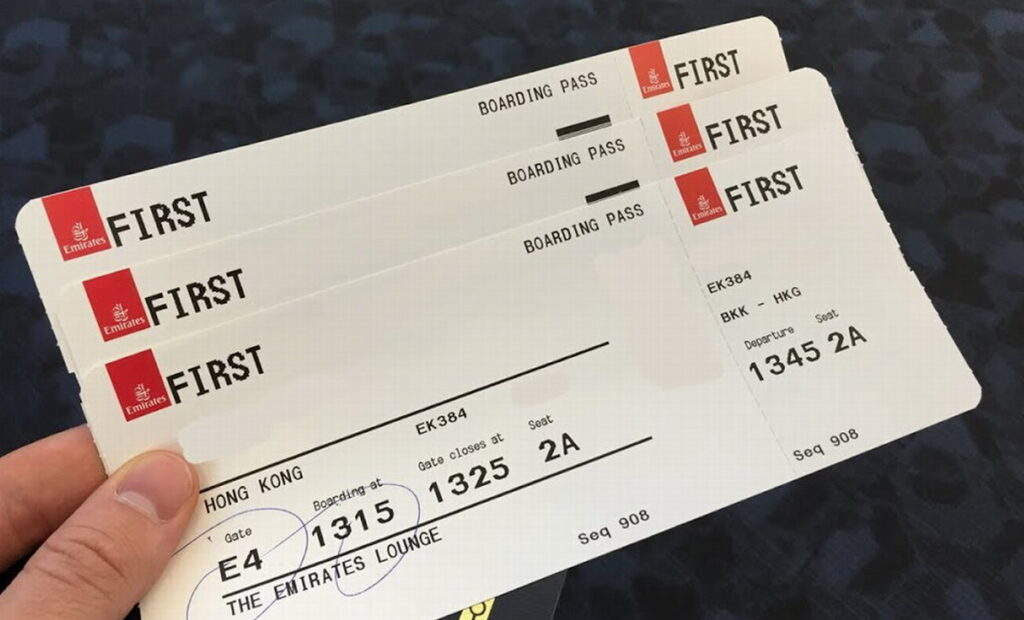 BOARDING PASS
Emirates FIRST
Emirates FIRST
BOARDING PASS
Emirates FIRST
Emirates FIRST
BOARDING PASS
Emirates FIRST
Emirates FIRST
HONG KONG
EK384
Gate Boarding at Gate closes at Seat
E4 1315 1325 2A
THE EMIRATES LOUNGE
Seq 908
EK384
BKK - HKG
Departure Seat
1345 2A
Seq 908